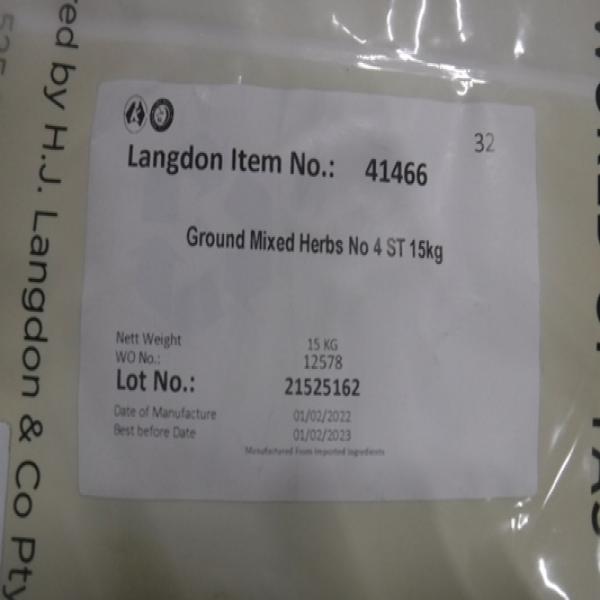 32
Langdon Item No.: 41466
Ground Mixed Herbs No 4 ST 15kg
Nett Weight 15 KG
WO No.: 12578
Lot No.: 21525162
Date of Manufacture 01/02/2022
Best before Date 01/02/2023
Manufactured From Imported Ingredients
red by H.J. Langdon & Co Pty